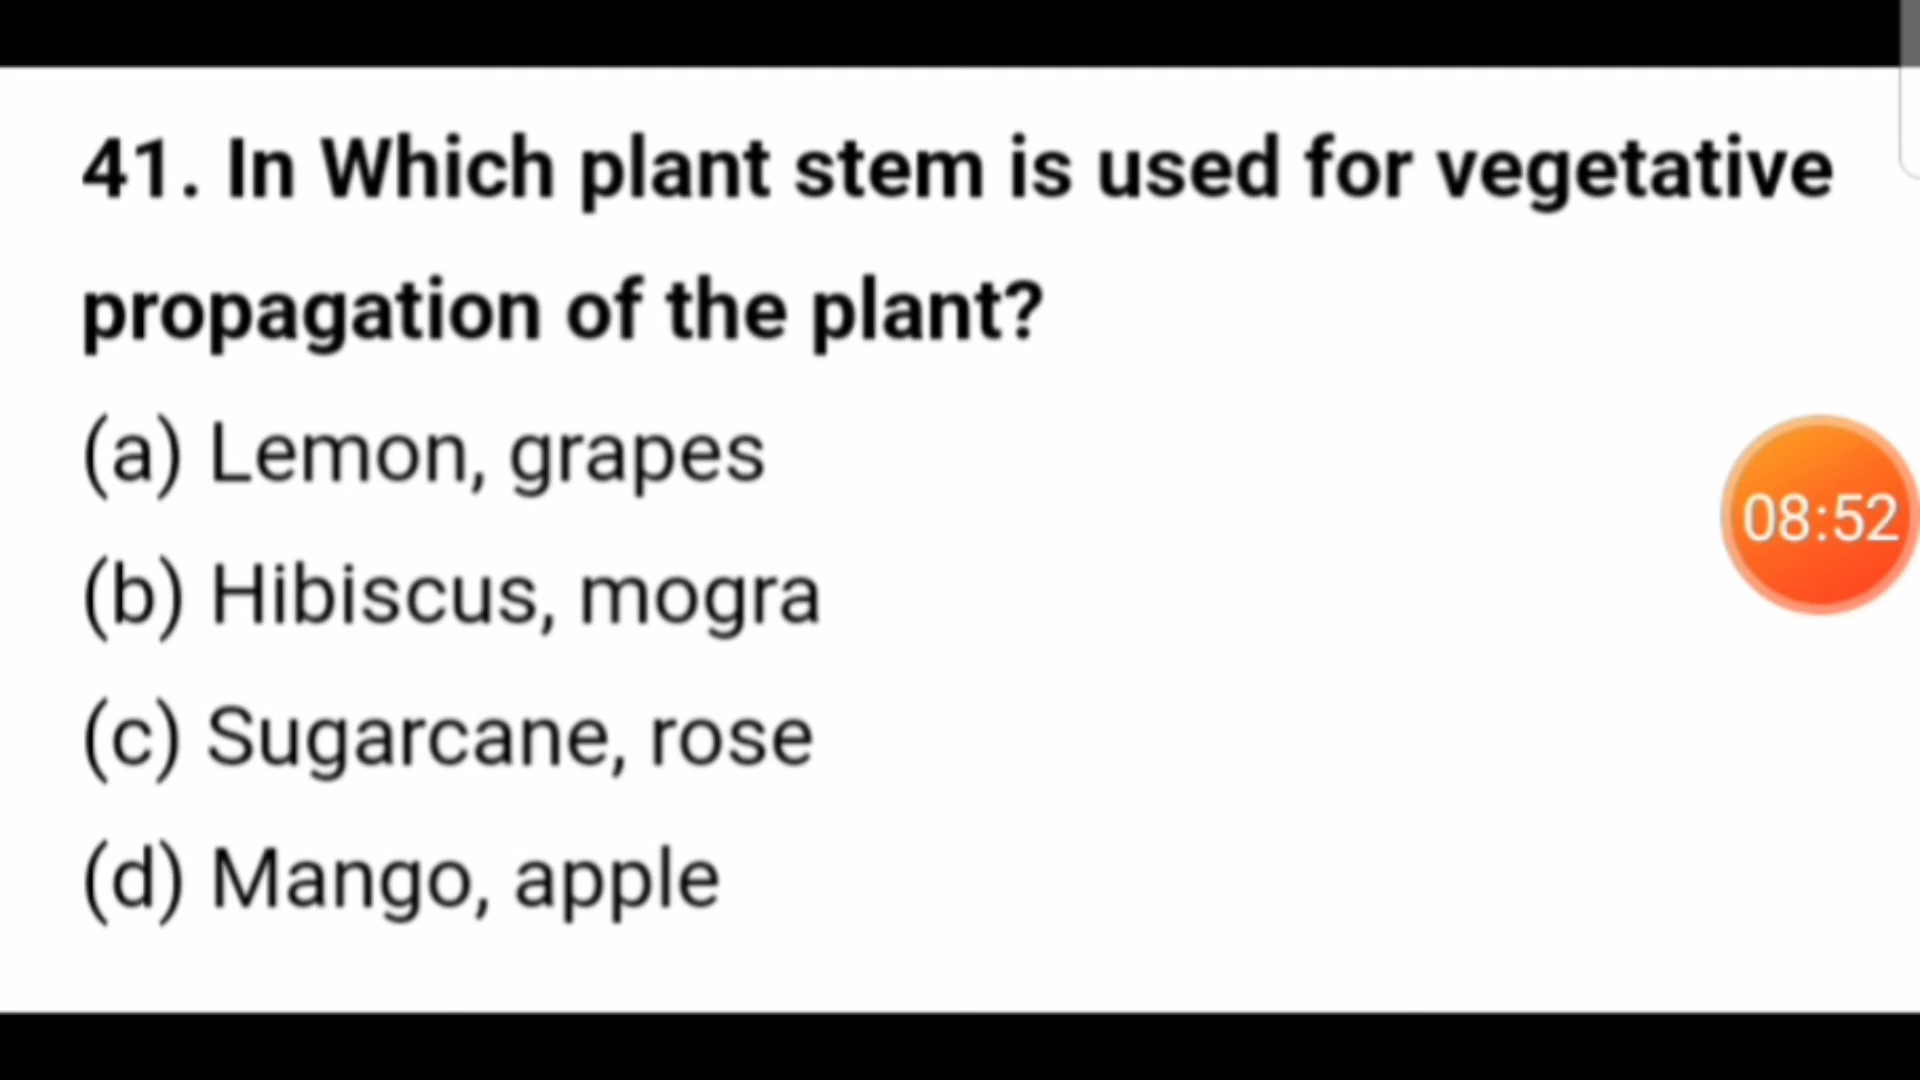 41. In Which plant stem is used for vegetative
propagation of the plant?
(a) Lemon, grapes
(b) Hibiscus, mogra
(c) Sugarcane, rose
(d) Mango, apple
08:52